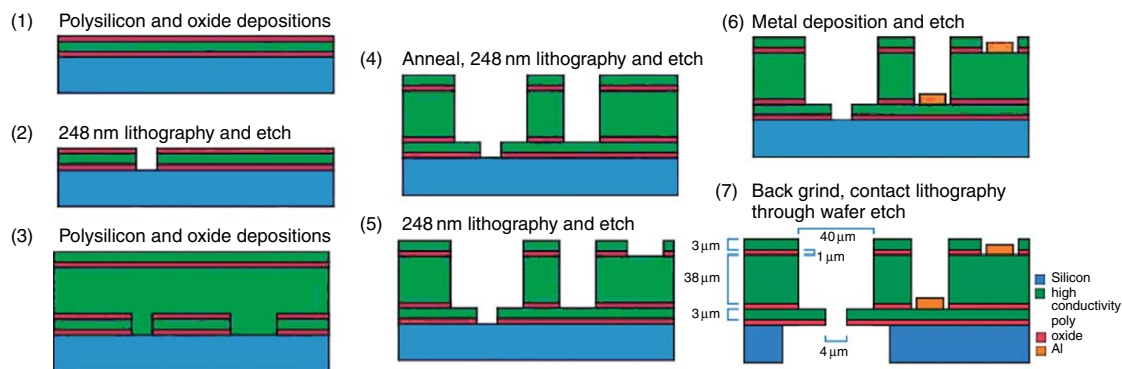 (1) Polysilicon and oxide depositions
(2) 248 nm lithography and etch
(3) Polysilicon and oxide depositions
(4) Anneal, 248 nm lithography and etch
(5) 248 nm lithography and etch
(6) Metal deposition and etch
(7) Back grind, contact lithography
through wafer etch
40 μm
3 μm
1 μm
38 μm
3 μm
4 μm
Silicon
high
conductivity
poly
oxide
Al